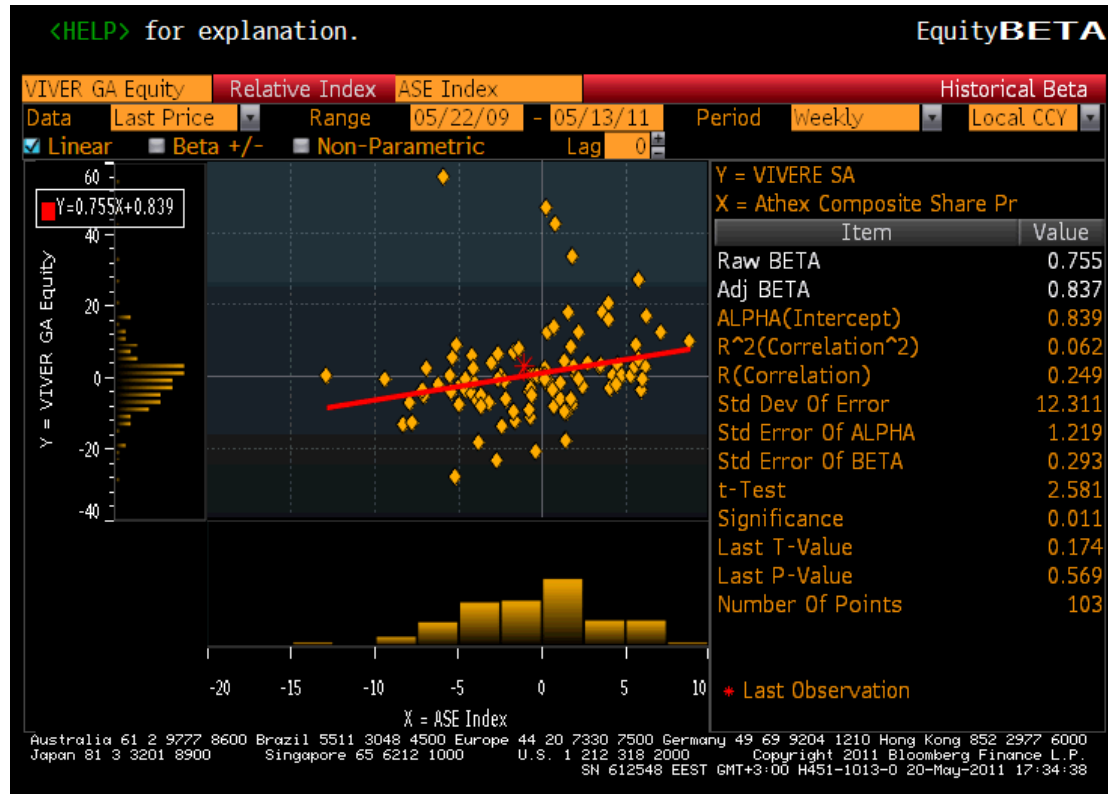 <HELP> for explanation.
EquityBETA
VIVER GA Equity Relative Index ASE Index Historical Beta
Data Last Price Range 05/22/09 - 05/13/11 Period Weekly Local CCY
Linear Beta +/- Non-Parametric Lag 0
Y = VIVERE SA
X = Athex Composite Share Pr
Item Value
Raw BETA 0.755
Adj BETA 0.837
ALPHA(Intercept) 0.839
R^2(Correlation^2) 0.062
R(Correlation) 0.249
Std Dev Of Error 12.311
Std Error Of ALPHA 1.219
Std Error Of BETA 0.293
t-Test 2.581
Significance 0.011
Last T-Value 0.174
Last P-Value 0.569
Number Of Points 103
* Last Observation
60
Y=0.755X+0.839
40
20
0
-20
-40
Y = VIVER GA Equity
-20 -15 -10 -5 0 5 10
X = ASE Index
Australia 61 2 9777 8600 Brazil 5511 3048 4500 Europe 44 20 7330 7500 Germany 49 69 9204 1210 Hong Kong 852 2977 6000
Japan 81 3 3201 8900 Singapore 65 6212 1000 U.S. 1 212 318 2000 Copyright 2011 Bloomberg Finance L.P.
SN 612548 EEST GMT+3:00 H451-1013-0 20-May-2011 17:34:38